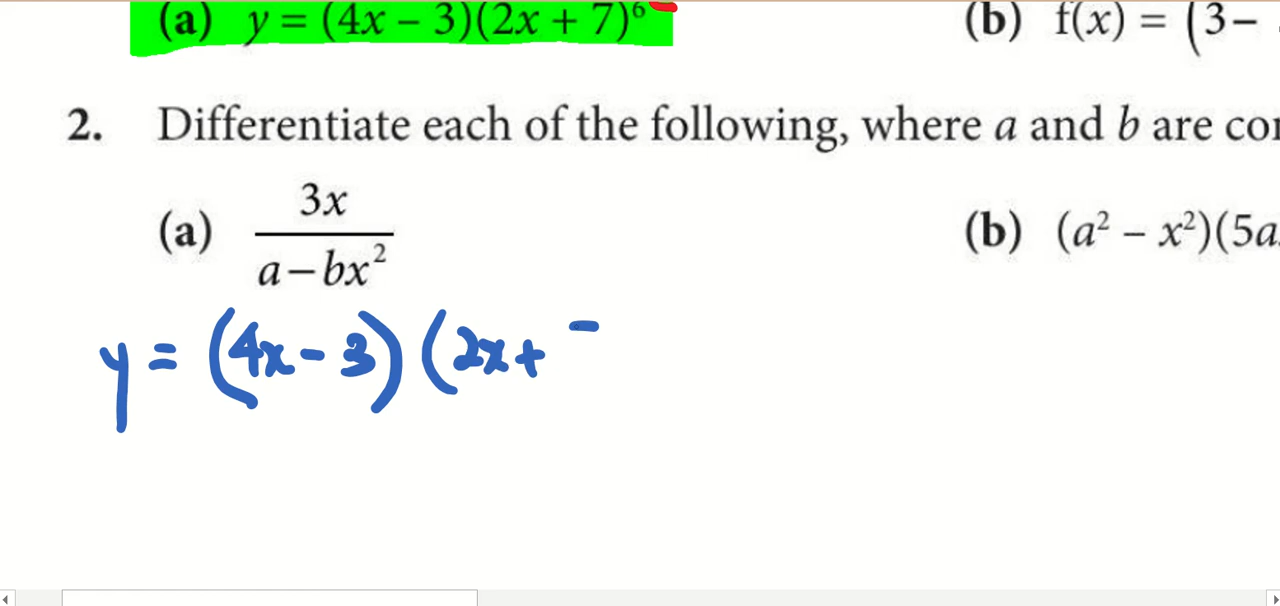 (a) y = (4x – 3)(2x + 7)⁶ (b) f(x) = (3–
2. Differentiate each of the following, where a and b are con
(a) 3x / a – bx² (b) (a² – x²)(5a
y = (4x – 3) (2x +